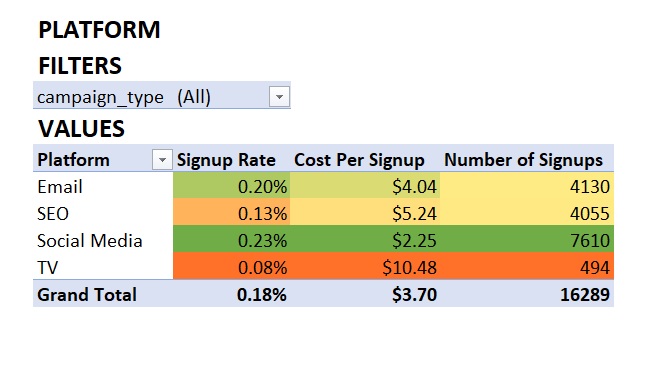 PLATFORM
FILTERS
campaign_type (All)
VALUES
Platform Signup Rate Cost Per Signup Number of Signups
Email 0.20% $4.04 4130
SEO 0.13% $5.24 4055
Social Media 0.23% $2.25 7610
TV 0.08% $10.48 494
Grand Total 0.18% $3.70 16289